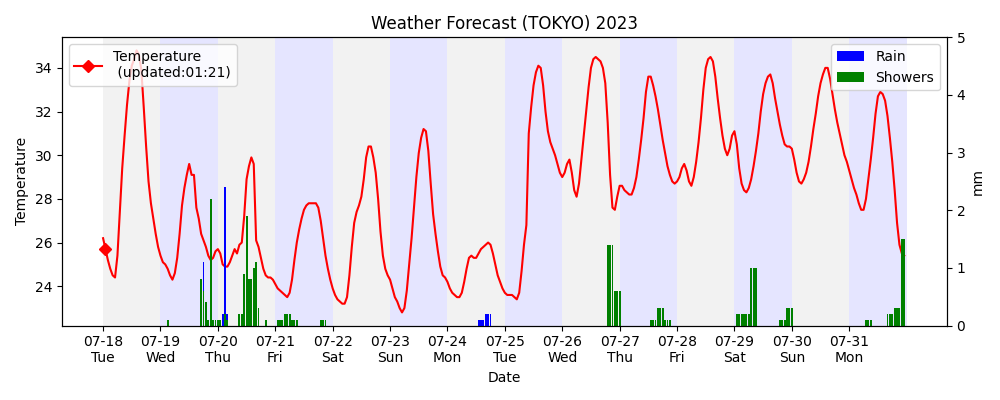 Weather Forecast (TOKYO) 2023
Temperature
(updated:01:21)
Rain
Showers
Temperature
34
32
30
28
26
24
5
4
3
2
1
0
mm
07-18 07-19 07-20 07-21 07-22 07-23 07-24 07-25 07-26 07-27 07-28 07-29 07-30 07-31
Tue Wed Thu Fri Sat Sun Mon Tue Wed Thu Fri Sat Sun Mon
Date